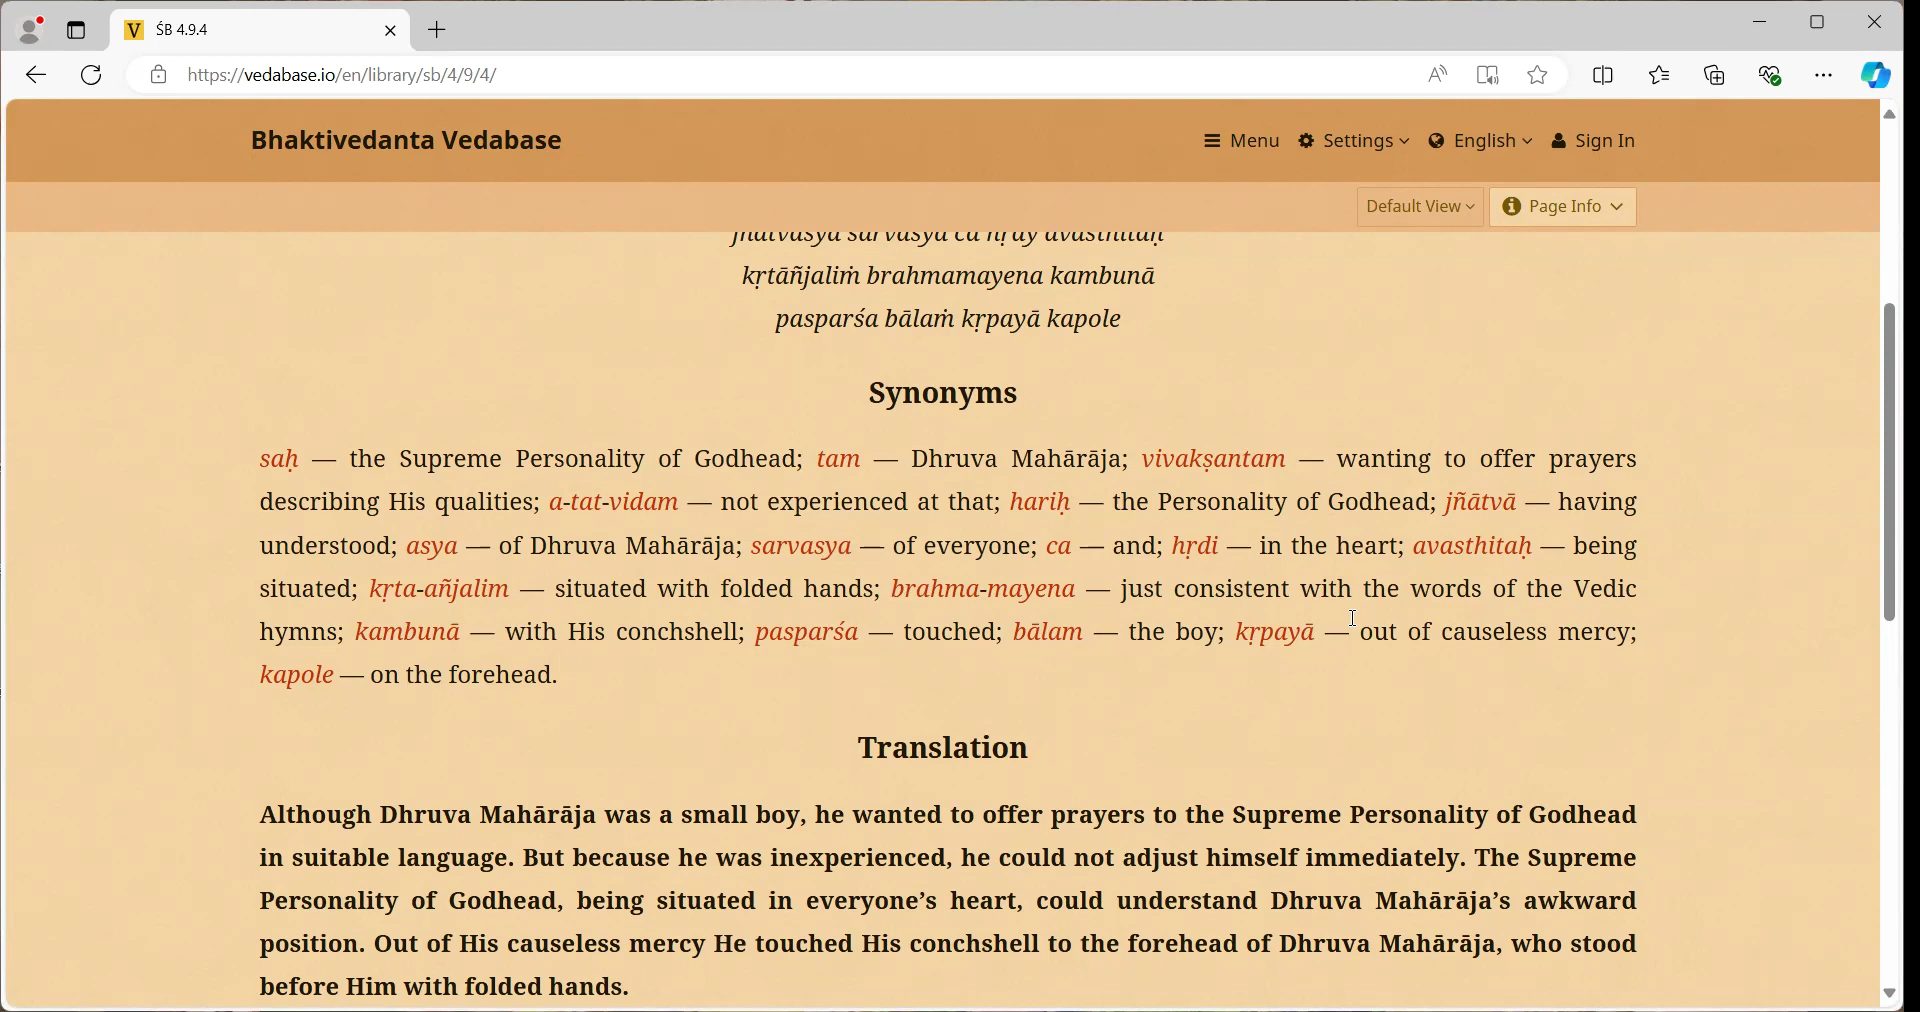 ŚB 4.9.4
https://vedabase.io/en/library/sb/4/9/4/
Bhaktivedanta Vedabase
Menu Settings English Sign In
Default View Page Info
jñātvāsya sarvasya ca hṛdy avasthitaḥ
kṛtāñjaliṁ brahmamayena kambunā
pasparśa bālaṁ kṛpayā kapole
Synonyms
saḥ — the Supreme Personality of Godhead; tam — Dhruva Mahārāja; vivakṣantam — wanting to offer prayers
describing His qualities; a-tat-vidam — not experienced at that; hariḥ — the Personality of Godhead; jñātvā — having
understood; asya — of Dhruva Mahārāja; sarvasya — of everyone; ca — and; hṛdi — in the heart; avasthitaḥ — being
situated; kṛta-añjalim — situated with folded hands; brahma-mayena — just consistent with the words of the Vedic
hymns; kambunā — with His conchshell; pasparśa — touched; bālam — the boy; kṛpayā — out of causeless mercy;
kapole — on the forehead.
Translation
Although Dhruva Mahārāja was a small boy, he wanted to offer prayers to the Supreme Personality of Godhead
in suitable language. But because he was inexperienced, he could not adjust himself immediately. The Supreme
Personality of Godhead, being situated in everyone’s heart, could understand Dhruva Mahārāja’s awkward
position. Out of His causeless mercy He touched His conchshell to the forehead of Dhruva Mahārāja, who stood
before Him with folded hands.